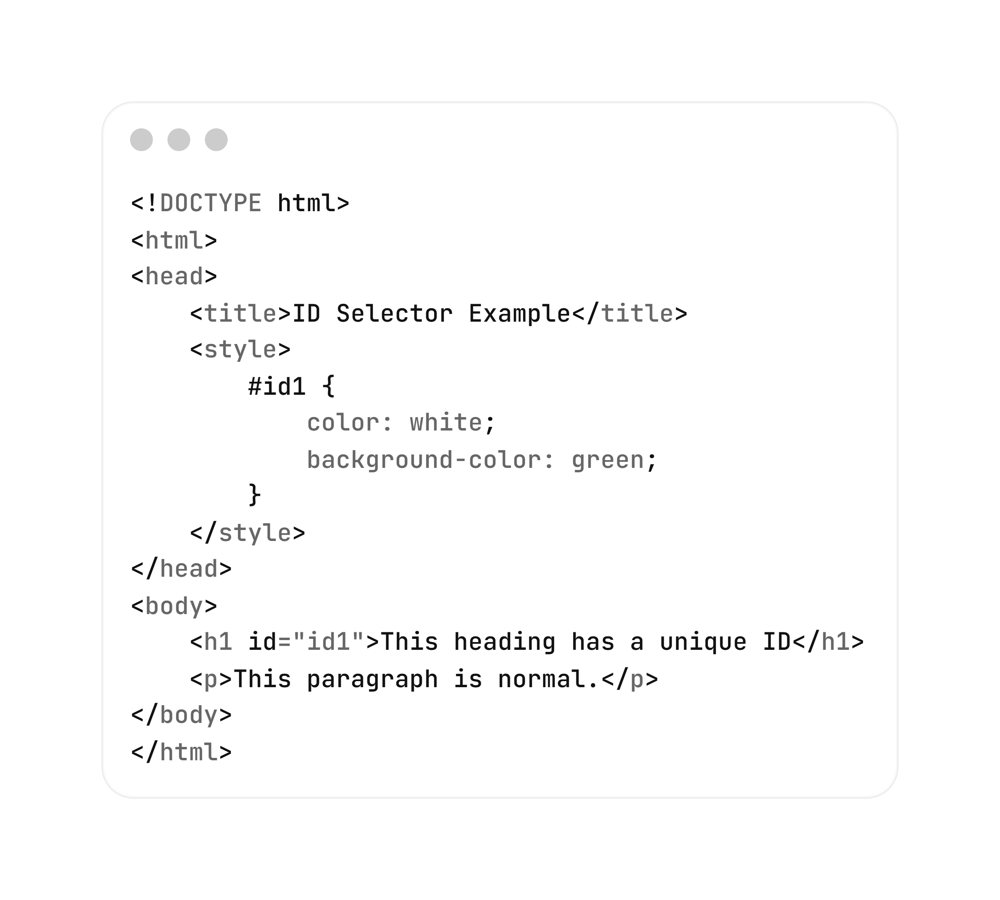 <!DOCTYPE html>
<html>
<head>
    <title>ID Selector Example</title>
    <style>
        #id1 {
            color: white;
            background-color: green;
        }
    </style>
</head>
<body>
    <h1 id="id1">This heading has a unique ID</h1>
    <p>This paragraph is normal.</p>
</body>
</html>